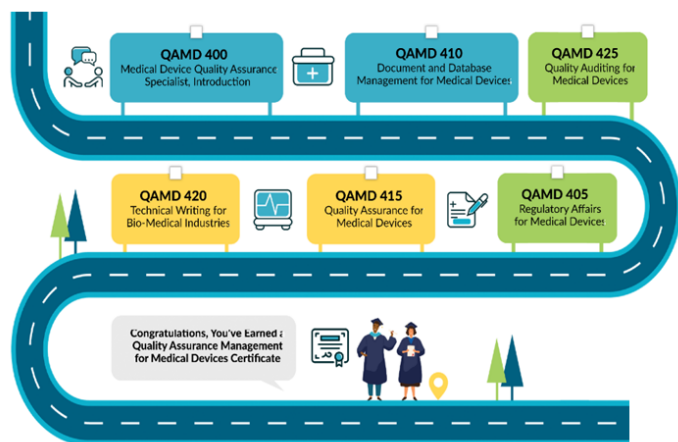 QAMD 400
Medical Device Quality Assurance
Specialist, Introduction
QAMD 410
Document and Database
Management for Medical Devices
QAMD 425
Quality Auditing for
Medical Devices
QAMD 420
Technical Writing for
Bio-Medical Industries
QAMD 415
Quality Assurance for
Medical Devices
QAMD 405
Regulatory Affairs
for Medical Devices
Congratulations, You've Earned a
Quality Assurance Management
for Medical Devices Certificate